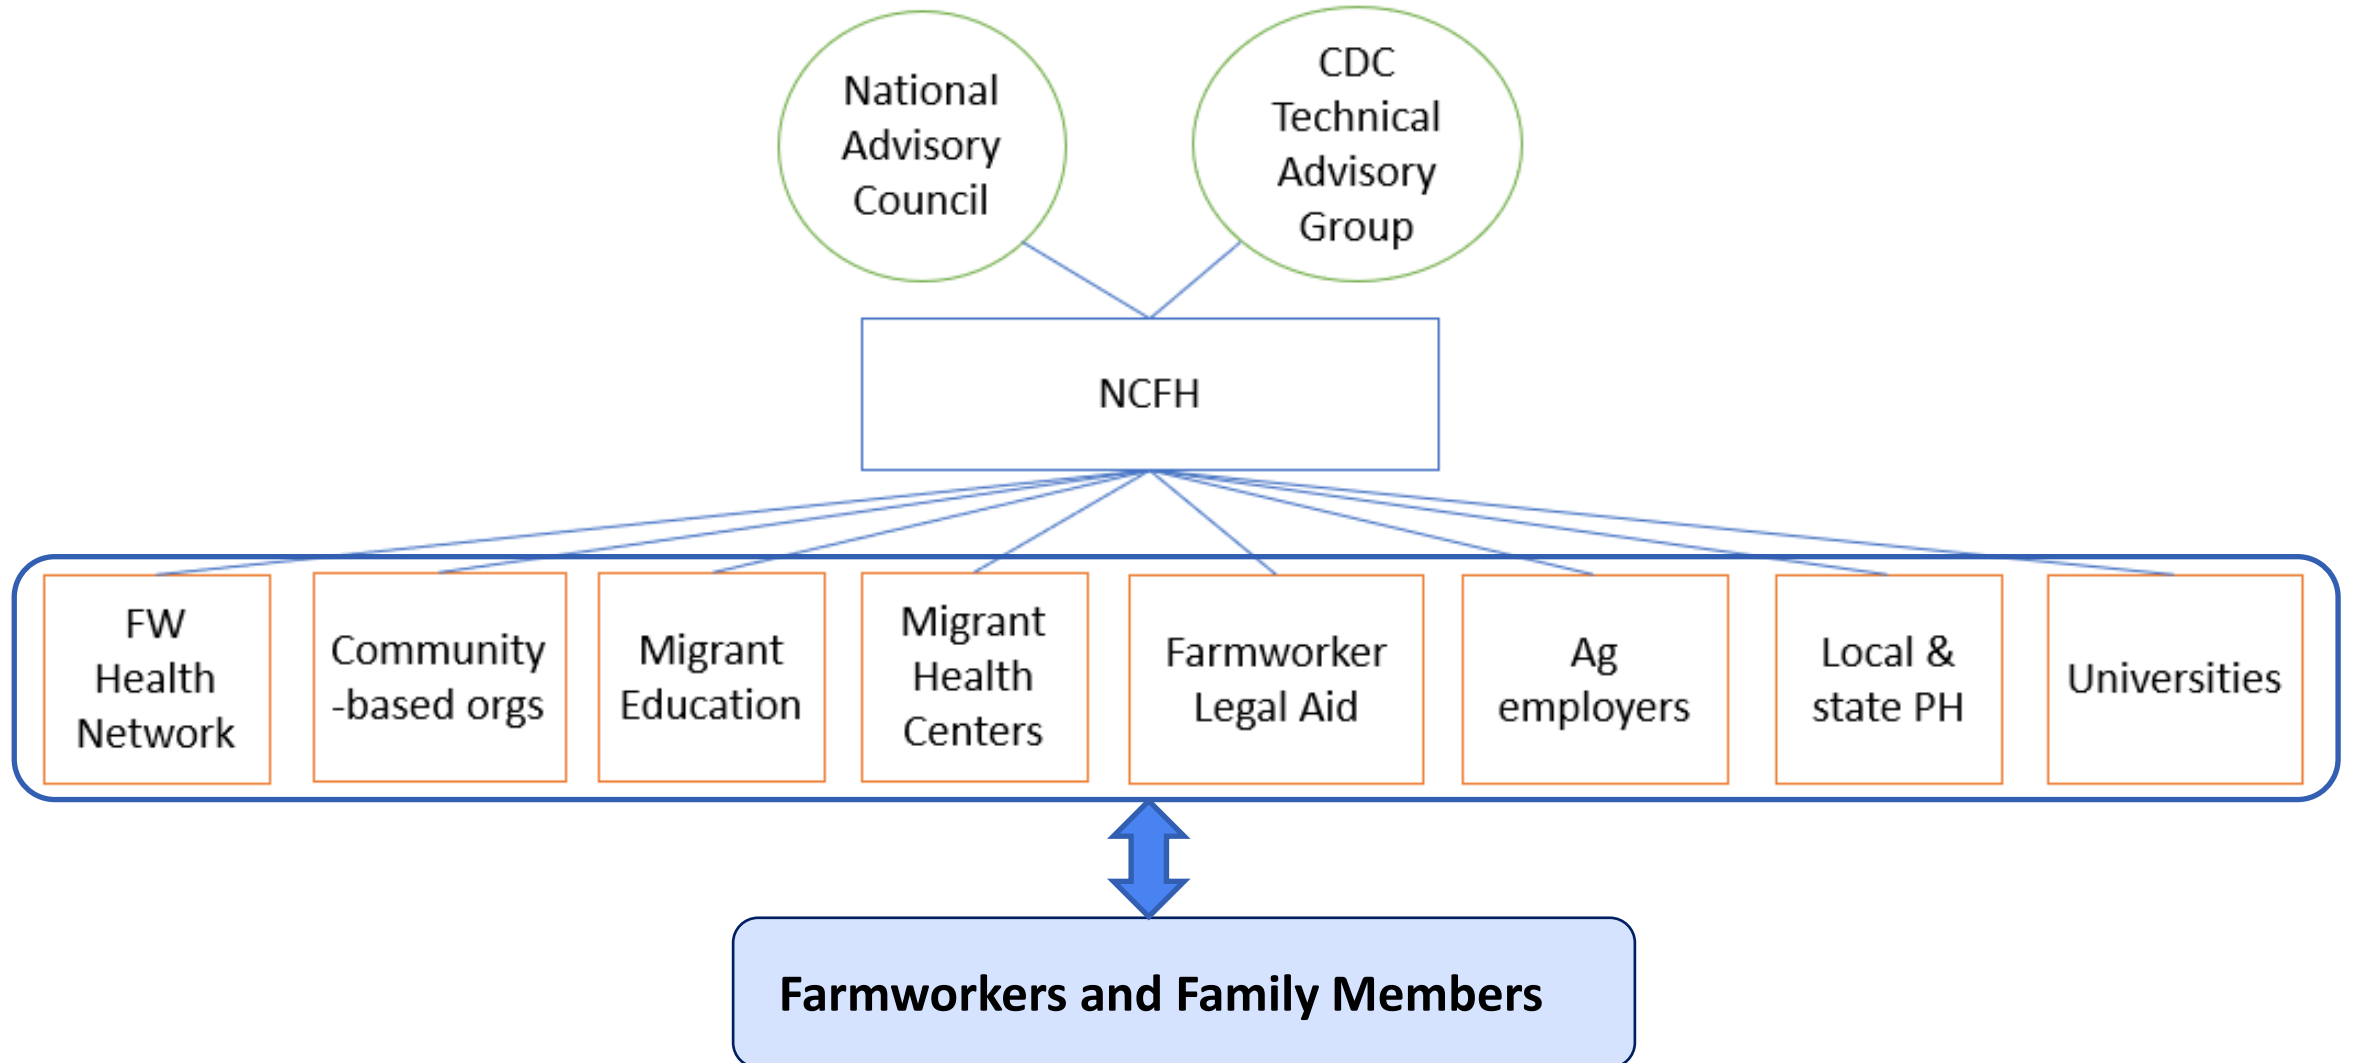 National
Advisory
Council
CDC
Technical
Advisory
Group
NCFH
FW
Health
Network
Community
-based orgs
Migrant
Education
Migrant
Health
Centers
Farmworker
Legal Aid
Ag
employers
Local &
state PH
Universities
Farmworkers and Family Members